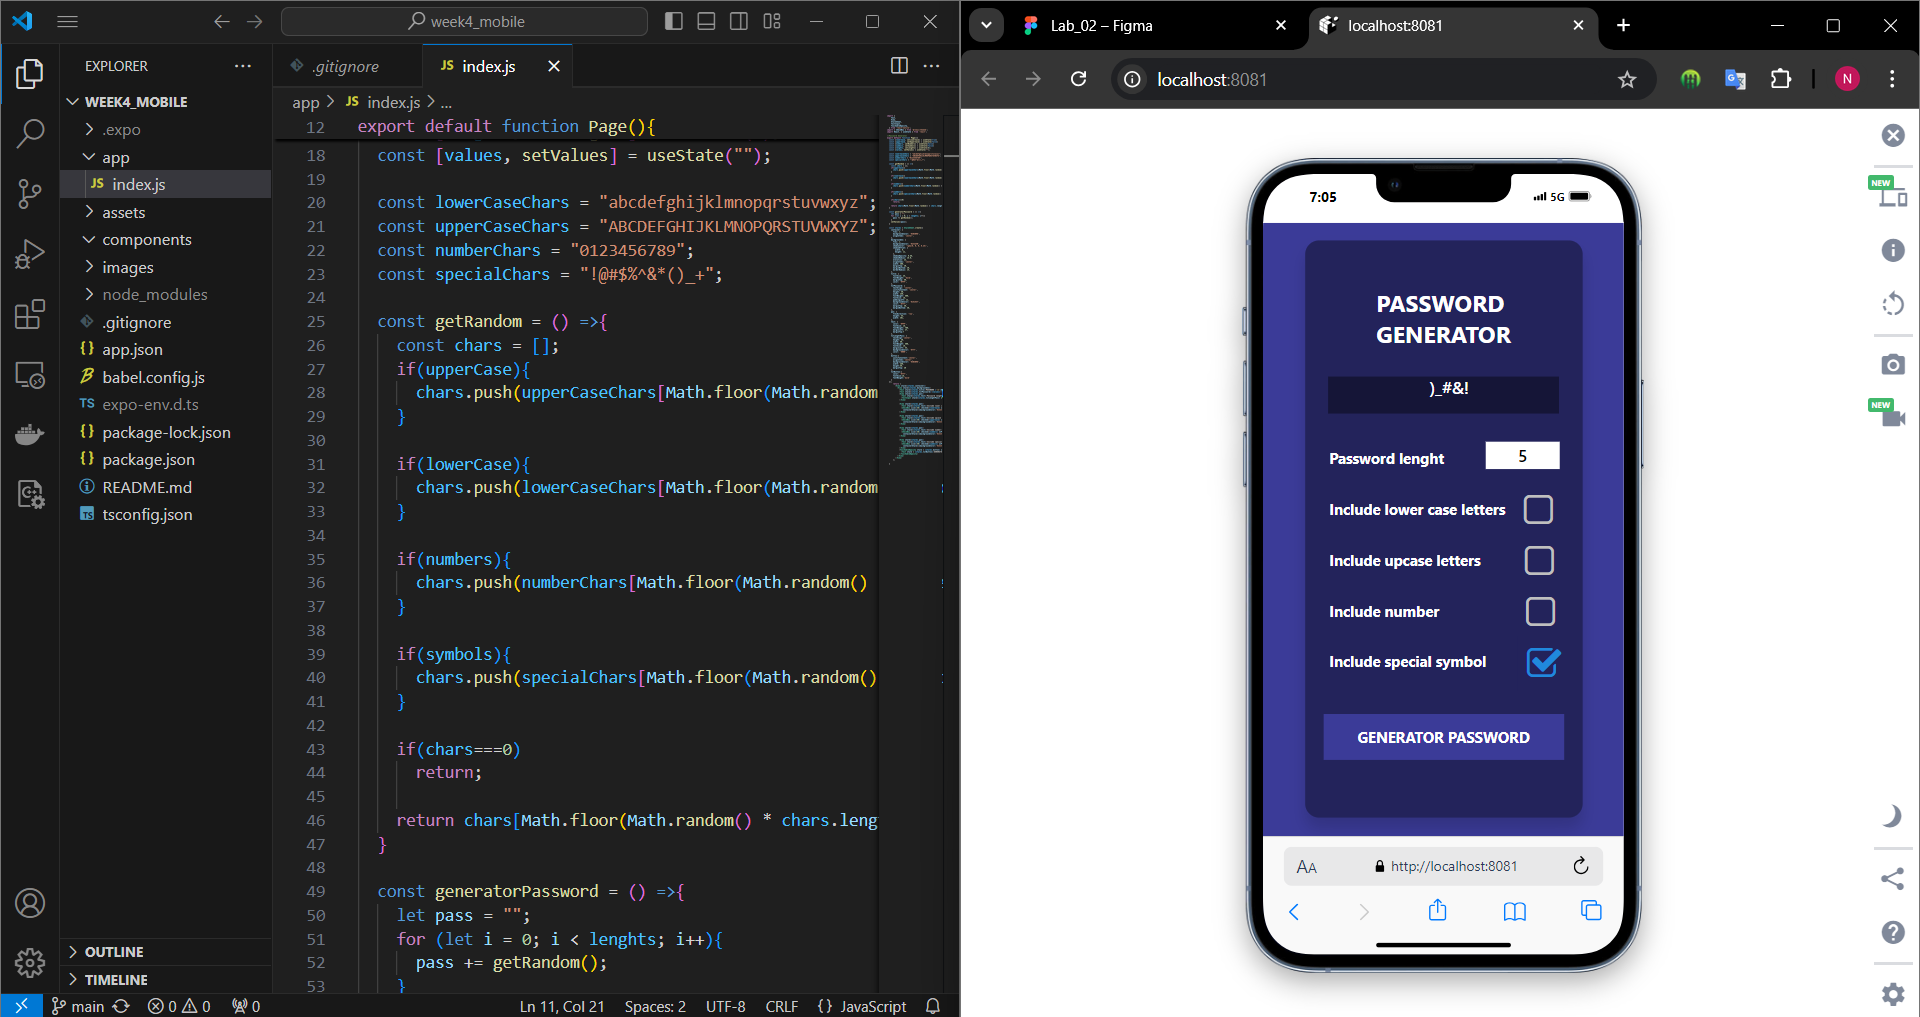 week4_mobile
EXPLORER
WEEK4_MOBILE
.expo
app
JS index.js
assets
components
images
node_modules
.gitignore
{} app.json
babel.config.js
TS expo-env.d.ts
{} package-lock.json
{} package.json
README.md
TS tsconfig.json
OUTLINE
TIMELINE
.gitignore
JS index.js
app > JS index.js > ...
12 export default function Page(){
18 const [values, setValues] = useState("");
19
20 const lowerCaseChars = "abcdefghijklmnopqrstuvwxyz";
21 const upperCaseChars = "ABCDEFGHIJKLMNOPQRSTUVWXYZ";
22 const numberChars = "0123456789";
23 const specialChars = "!@#$%^&*()_+";
24
25 const getRandom = () =>{
26 const chars = [];
27 if(upperCase){
28 chars.push(upperCaseChars[Math.floor(Math.random
29 }
30
31 if(lowerCase){
32 chars.push(lowerCaseChars[Math.floor(Math.random
33 }
34
35 if(numbers){
36 chars.push(numberChars[Math.floor(Math.random()
37 }
38
39 if(symbols){
40 chars.push(specialChars[Math.floor(Math.random()
41 }
42
43 if(chars===0)
44 return;
45
46 return chars[Math.floor(Math.random() * chars.leng
47 }
48
49 const generatorPassword = () =>{
50 let pass = "";
51 for (let i = 0; i < lenghts; i++){
52 pass += getRandom();
53 }
main
0 0
0
Ln 11, Col 21
Spaces: 2
UTF-8
CRLF
{} JavaScript
Lab_02 – Figma
localhost:8081
localhost:8081
N
NEW
NEW
7:05
5G
PASSWORD
GENERATOR
)_#&!
Password lenght
5
Include lower case letters
Include upcase letters
Include number
Include special symbol
GENERATOR PASSWORD
AA
http://localhost:8081